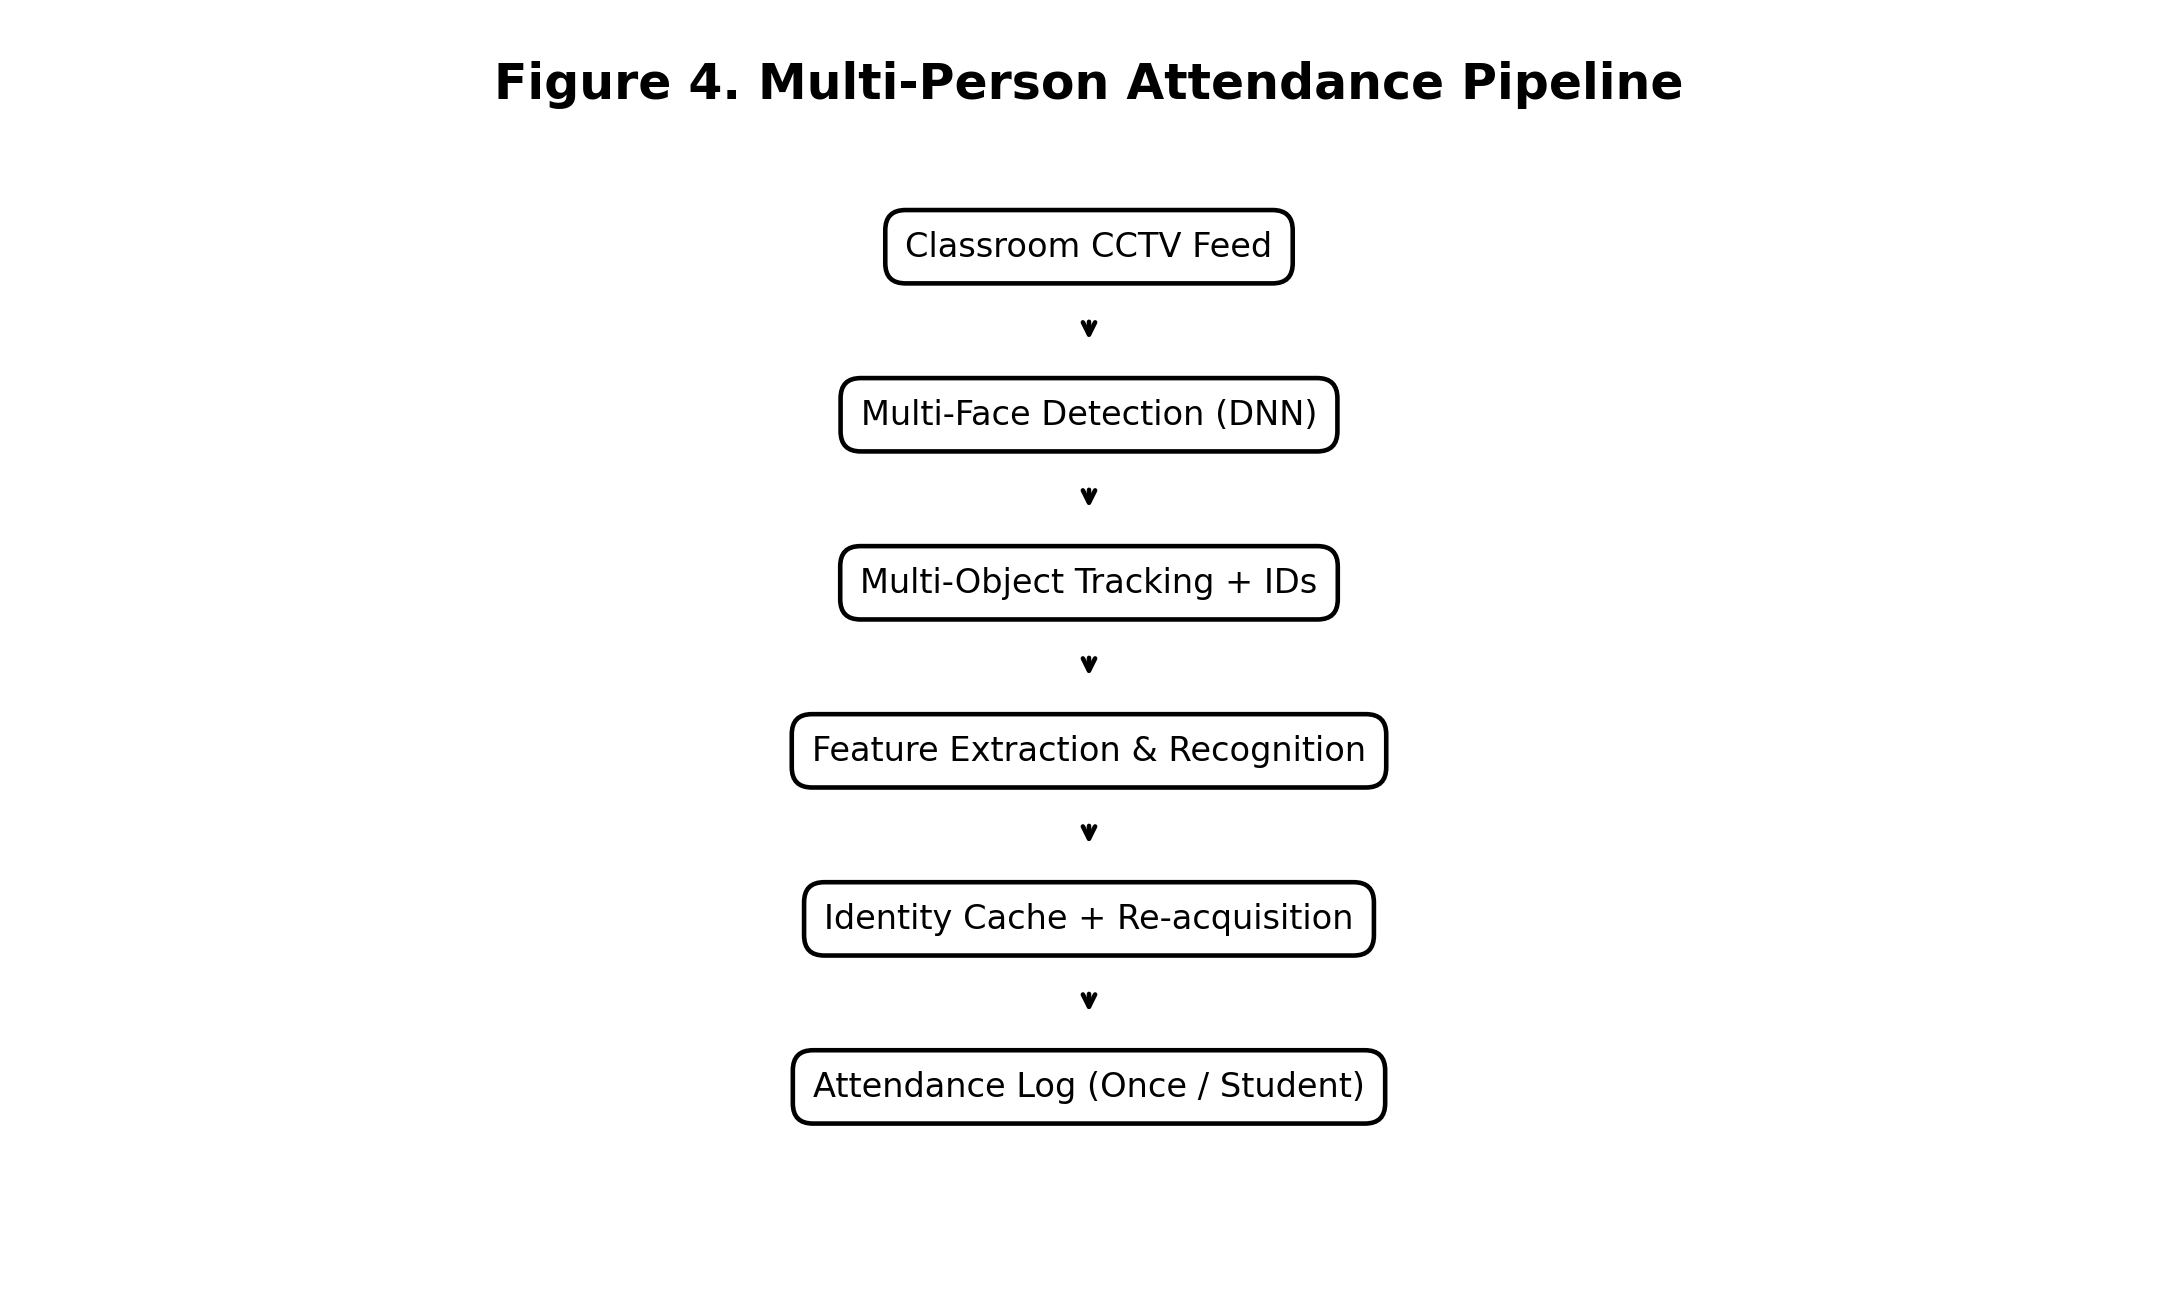 Figure 4. Multi-Person Attendance Pipeline
Classroom CCTV Feed
Multi-Face Detection (DNN)
Multi-Object Tracking + IDs
Feature Extraction & Recognition
Identity Cache + Re-acquisition
Attendance Log (Once / Student)